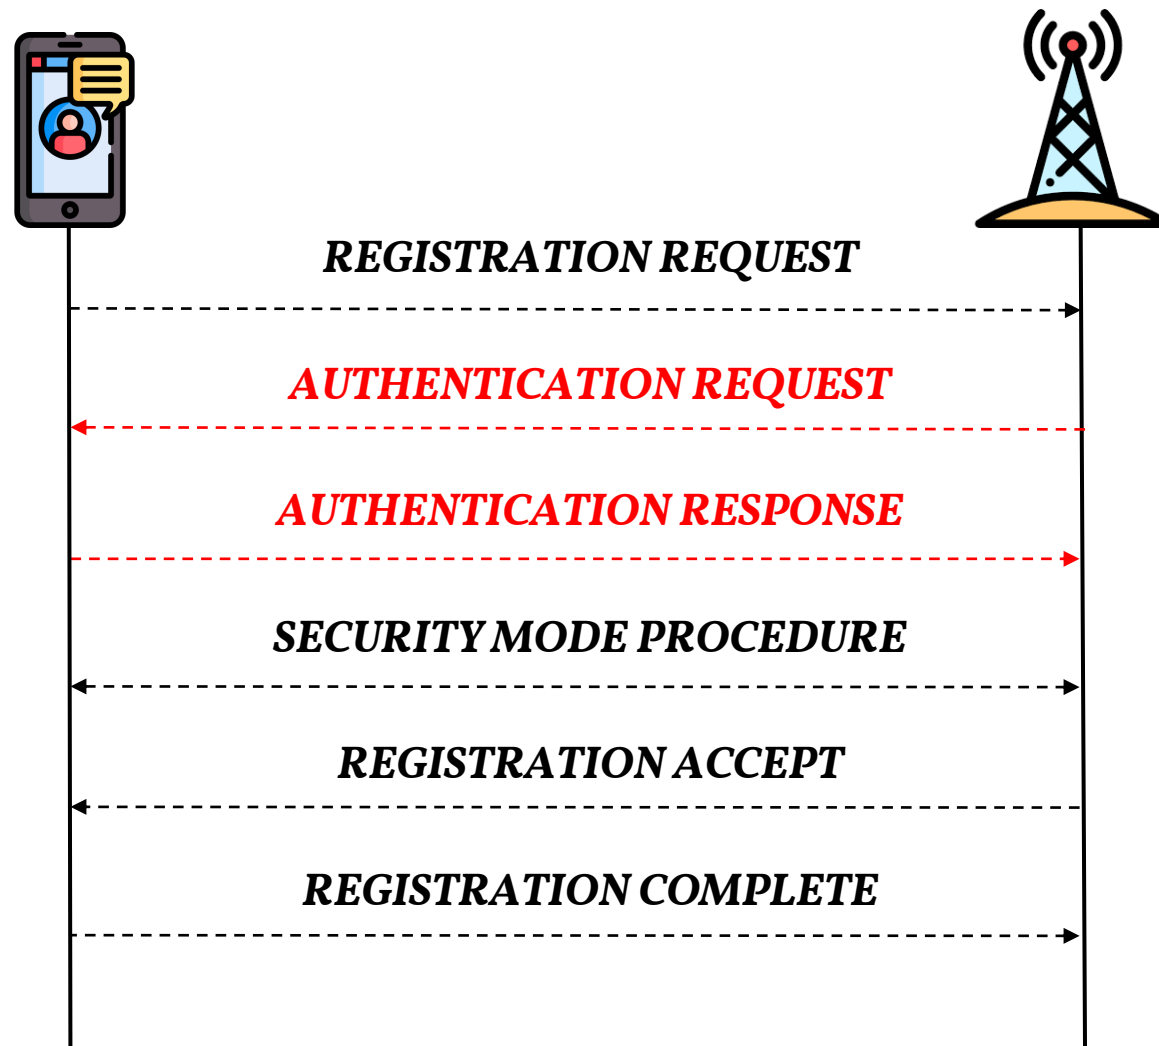 REGISTRATION REQUEST
AUTHENTICATION REQUEST
AUTHENTICATION RESPONSE
SECURITY MODE PROCEDURE
REGISTRATION ACCEPT
REGISTRATION COMPLETE